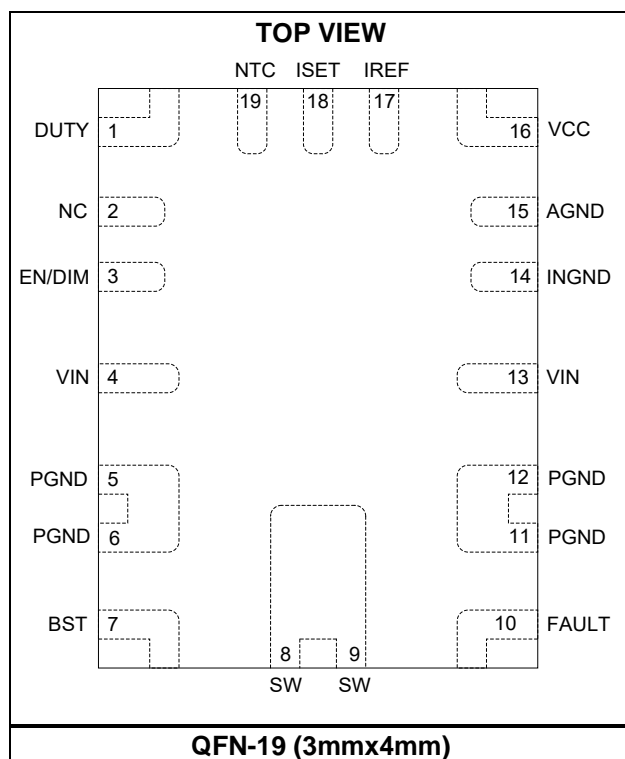 TOP VIEW
NTC ISET IREF
19 18 17
DUTY 1 16 VCC
NC 2 15 AGND
EN/DIM 3 14 INGND
VIN 4 13 VIN
PGND 5 12 PGND
PGND 6 11 PGND
BST 7 10 FAULT
8 9
SW SW
QFN-19 (3mmx4mm)